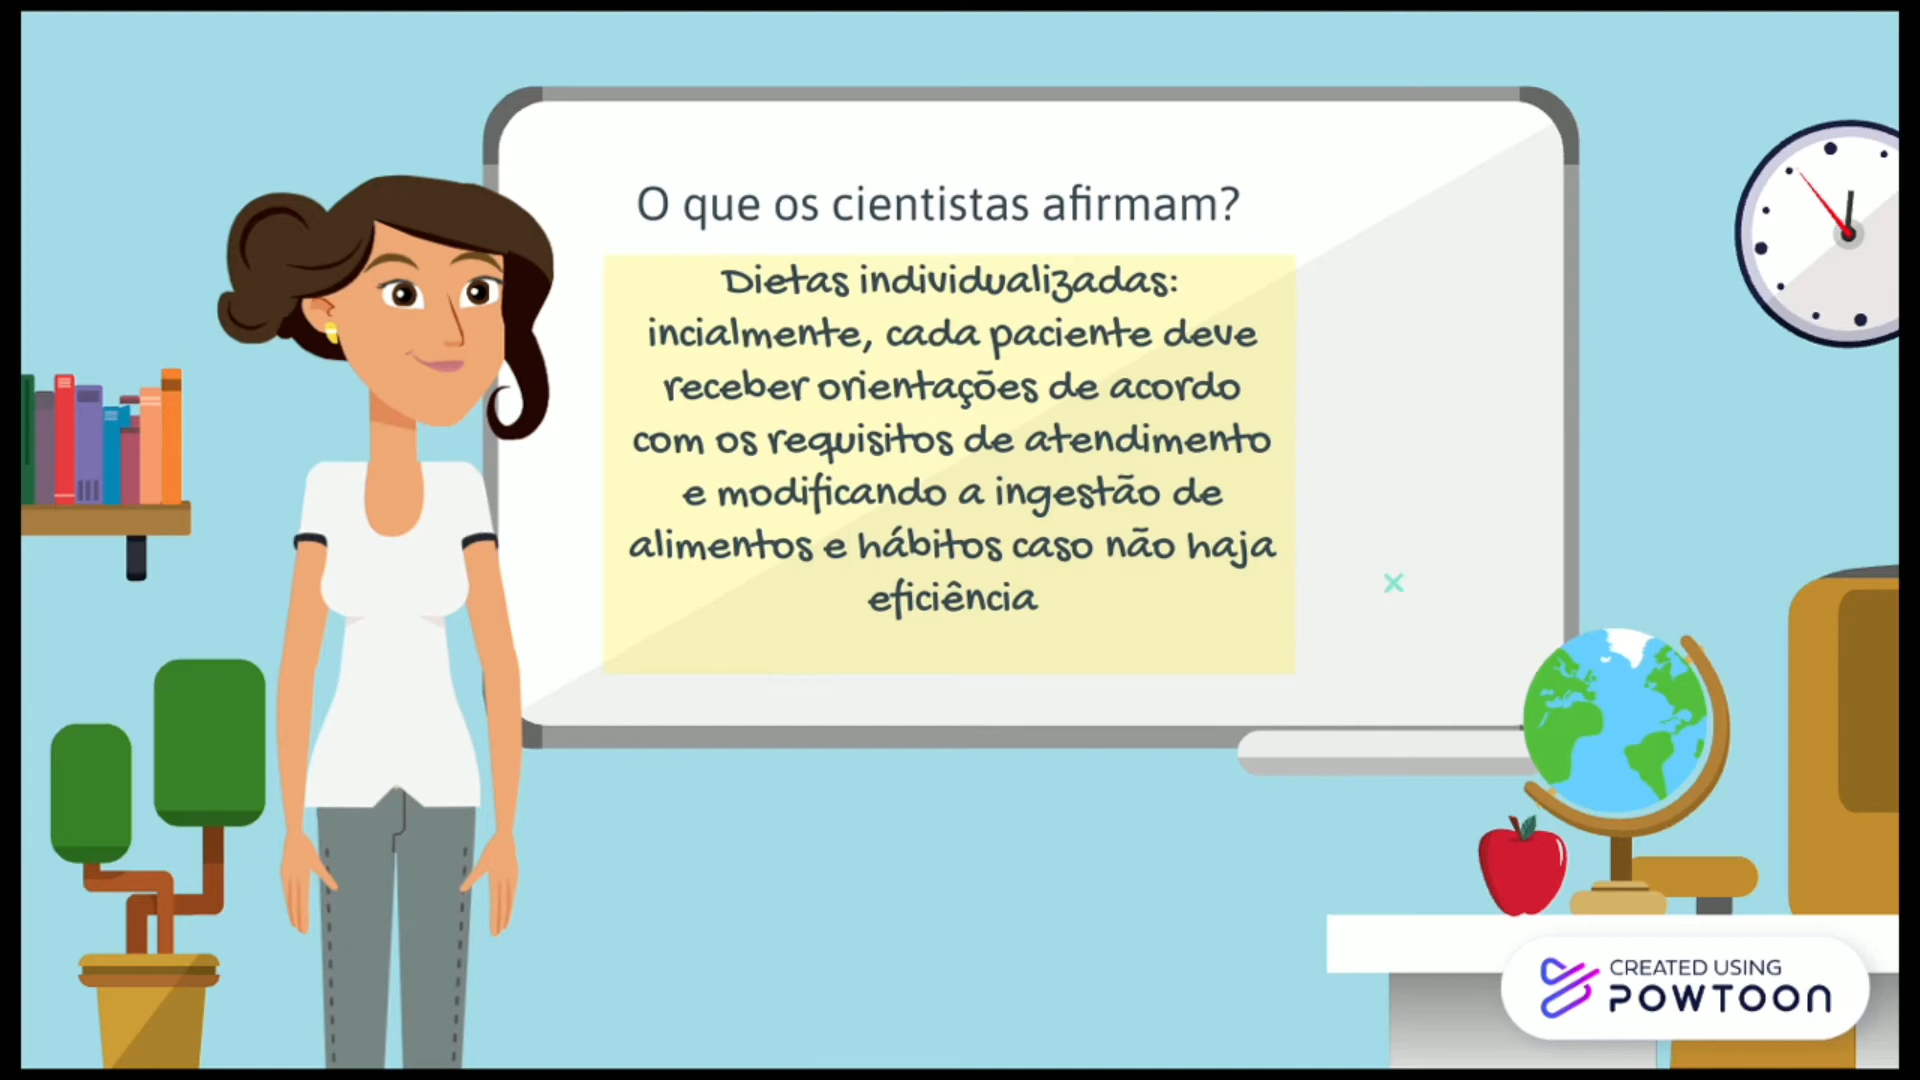 O que os cientistas afirmam?
Dietas individualizadas:
incialmente, cada paciente deve
receber orientações de acordo
com os requisitos de atendimento
e modificando a ingestão de
alimentos e hábitos caso não haja
eficiência
CREATED USING
POWTOON